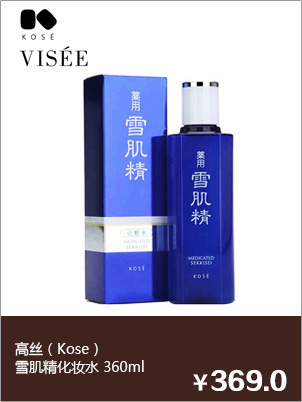 KOSÉ
VISÉE
薬用
雪肌精
化粧水
MEDICATED
SEKKISEI
KOSÉ
薬用
雪肌精
MEDICATED
SEKKISEI
KOSÉ
高丝（Kose）
雪肌精化妆水 360ml
￥369.0